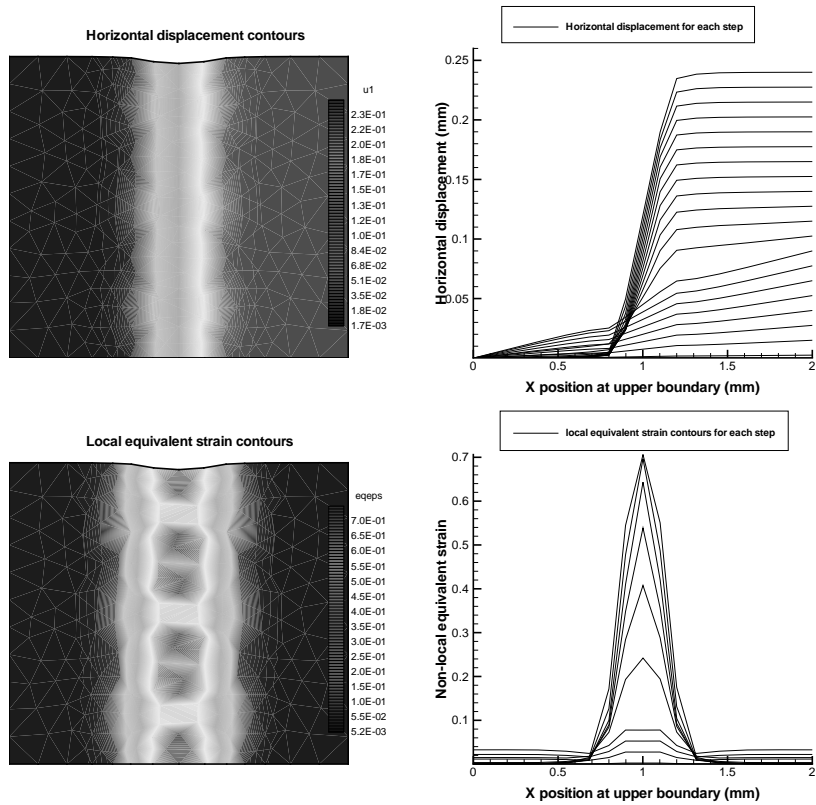 Horizontal displacement contours
u1
2.3E-01
2.2E-01
2.0E-01
1.8E-01
1.7E-01
1.5E-01
1.3E-01
1.2E-01
1.0E-01
8.4E-02
6.8E-02
5.1E-02
3.5E-02
1.8E-02
1.7E-03
Horizontal displacement for each step
Horizontal displacement (mm)
0.25
0.2
0.15
0.1
0.05
0
0.5
1
1.5
2
X position at upper boundary (mm)
Local equivalent strain contours
eqeps
7.0E-01
6.5E-01
6.0E-01
5.5E-01
5.0E-01
4.5E-01
4.0E-01
3.5E-01
3.0E-01
2.5E-01
2.0E-01
1.5E-01
1.0E-01
5.5E-02
5.2E-03
local equivalent strain contours for each step
Non-local equivalent strain
0.7
0.6
0.5
0.4
0.3
0.2
0.1
0
0.5
1
1.5
2
X position at upper boundary (mm)